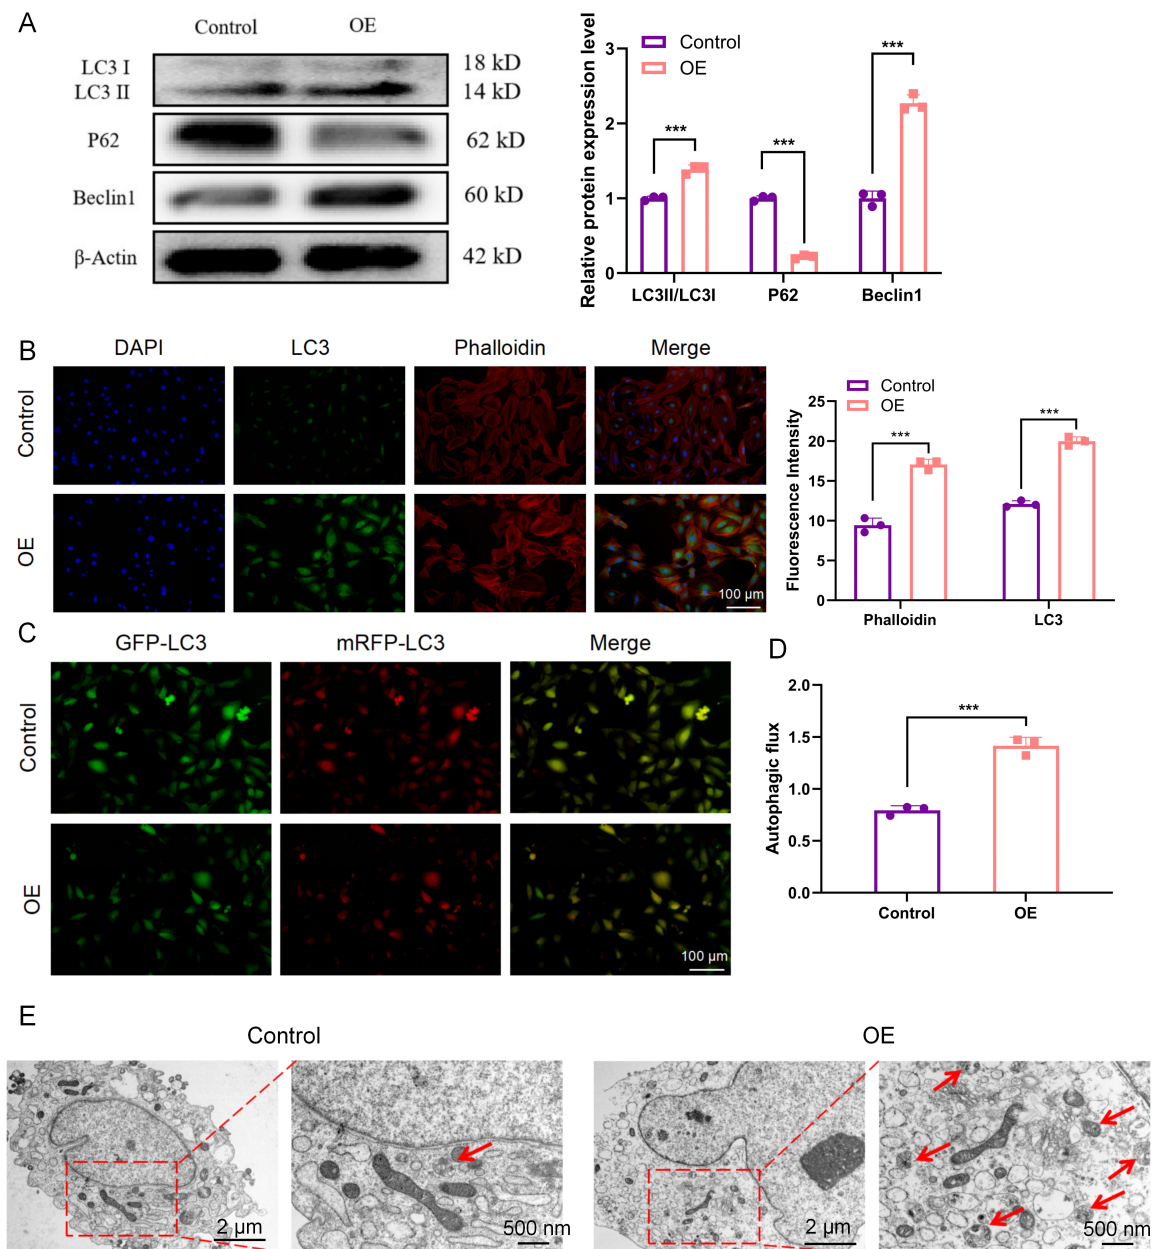 A
Control OE
LC3 I 18 kD
LC3 II 14 kD
P62 62 kD
Beclin1 60 kD
β-Actin 42 kD
Relative protein expression level
3
2
1
0
Control
OE
*** *** ***
LC3II/LC3I P62 Beclin1
B
DAPI LC3 Phalloidin Merge
Control
OE
100 μm
Fluorescence Intensity
25
20
15
10
5
0
Control
OE
*** ***
Phalloidin LC3
C
GFP-LC3 mRFP-LC3 Merge
Control
OE
100 μm
D
Autophagic flux
2.0
1.5
1.0
0.5
0.0
***
Control OE
E
Control OE
2 μm 500 nm 2 μm 500 nm